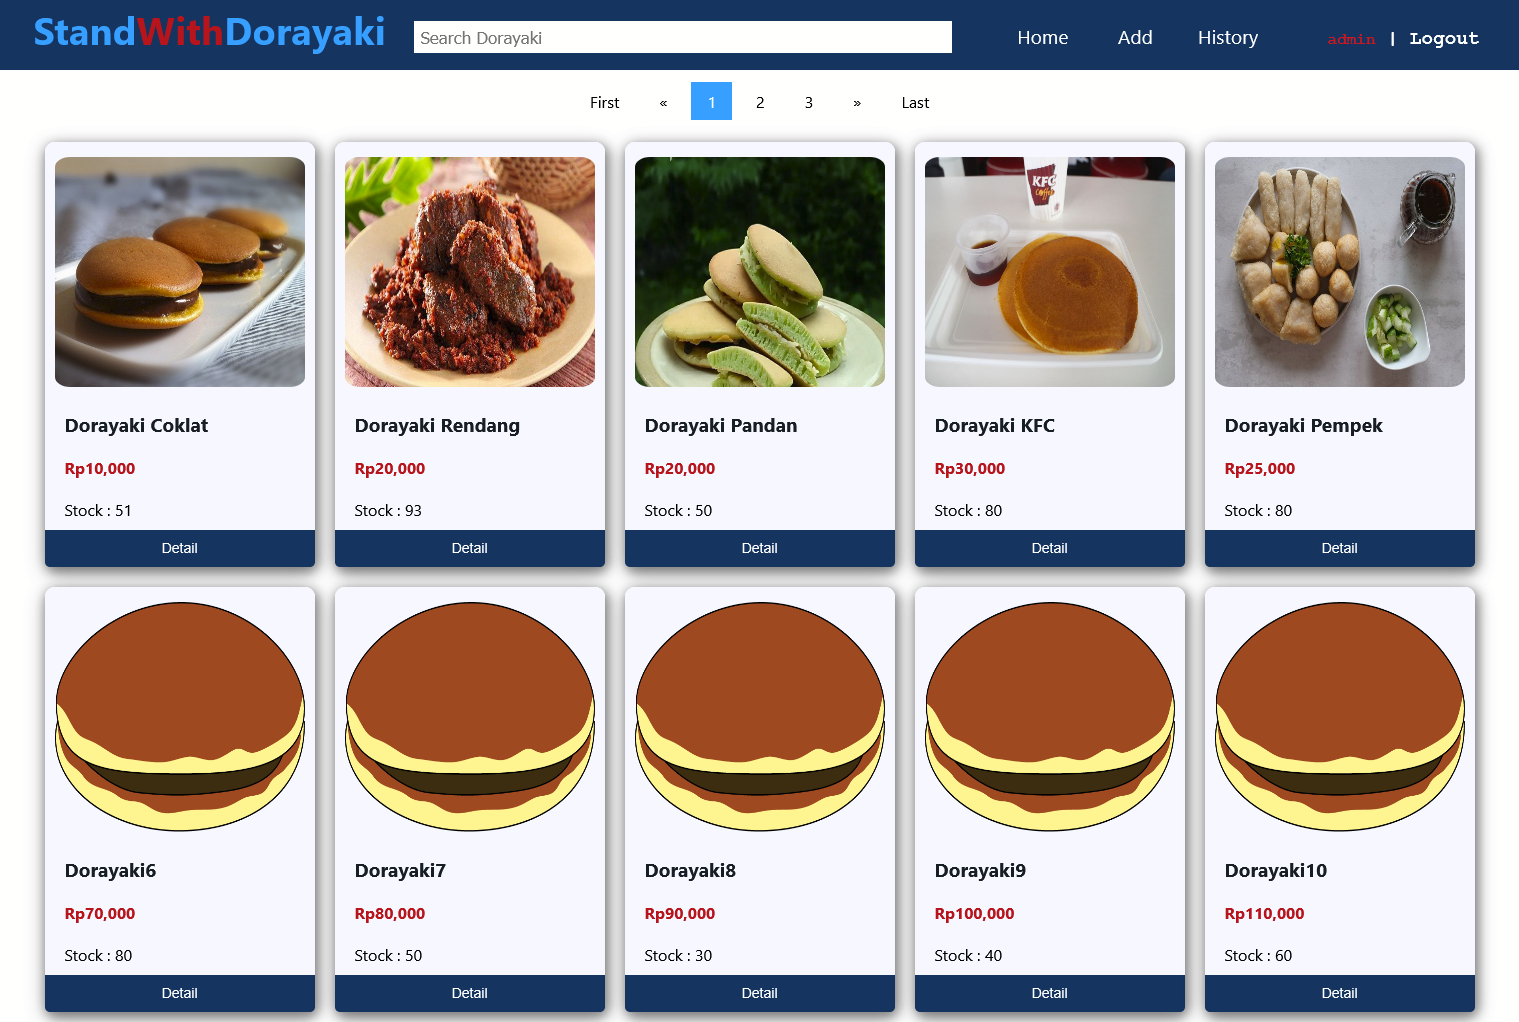 StandWithDorayaki
Search Dorayaki
Home
Add
History
admin | Logout
First « 1 2 3 » Last
KFC
Coffee
Dorayaki Coklat
Rp10,000
Stock : 51
Detail
Dorayaki Rendang
Rp20,000
Stock : 93
Detail
Dorayaki Pandan
Rp20,000
Stock : 50
Detail
Dorayaki KFC
Rp30,000
Stock : 80
Detail
Dorayaki Pempek
Rp25,000
Stock : 80
Detail
Dorayaki6
Rp70,000
Stock : 80
Detail
Dorayaki7
Rp80,000
Stock : 50
Detail
Dorayaki8
Rp90,000
Stock : 30
Detail
Dorayaki9
Rp100,000
Stock : 40
Detail
Dorayaki10
Rp110,000
Stock : 60
Detail